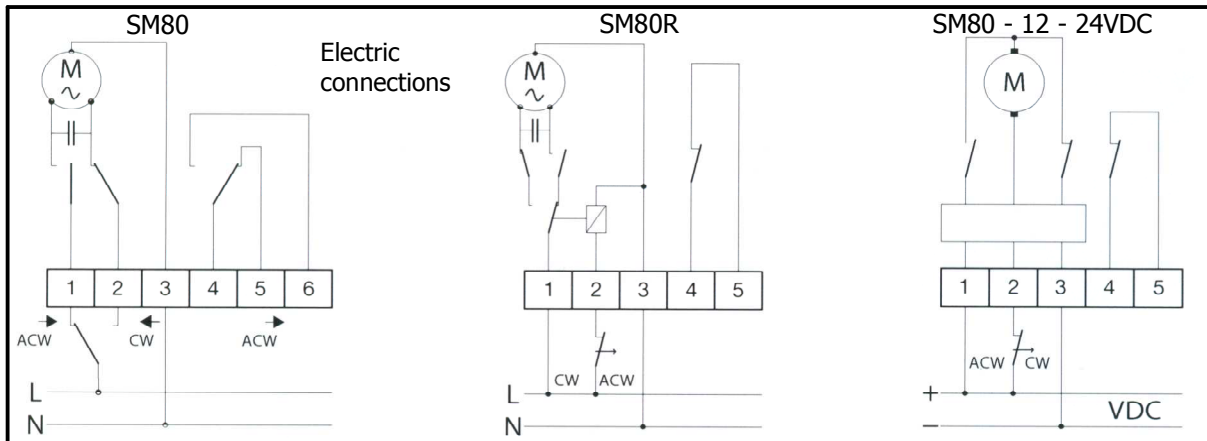 SM80
Electric
connections
M
∼
1 2 3 4 5 6
ACW CW ACW
L
N
SM80R
M
∼
1 2 3 4 5
CW ACW
L
N
SM80 - 12 - 24VDC
M
1 2 3 4 5
ACW CW
+
VDC
−